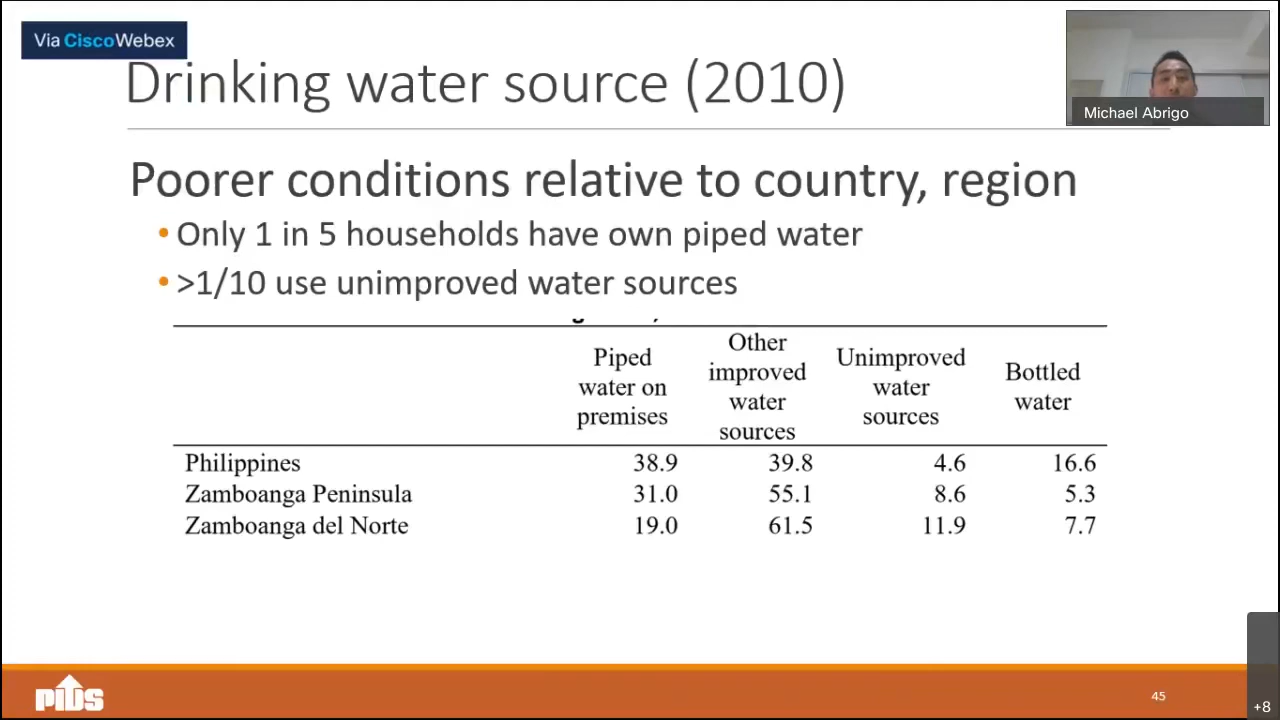 Via CiscoWebex
Drinking water source (2010)
Michael Abrigo
Poorer conditions relative to country, region
• Only 1 in 5 households have own piped water
• >1/10 use unimproved water sources
Piped water on premises Other improved water sources Unimproved water sources Bottled water
Philippines 38.9 39.8 4.6 16.6
Zamboanga Peninsula 31.0 55.1 8.6 5.3
Zamboanga del Norte 19.0 61.5 11.9 7.7
PIDS
45
+8